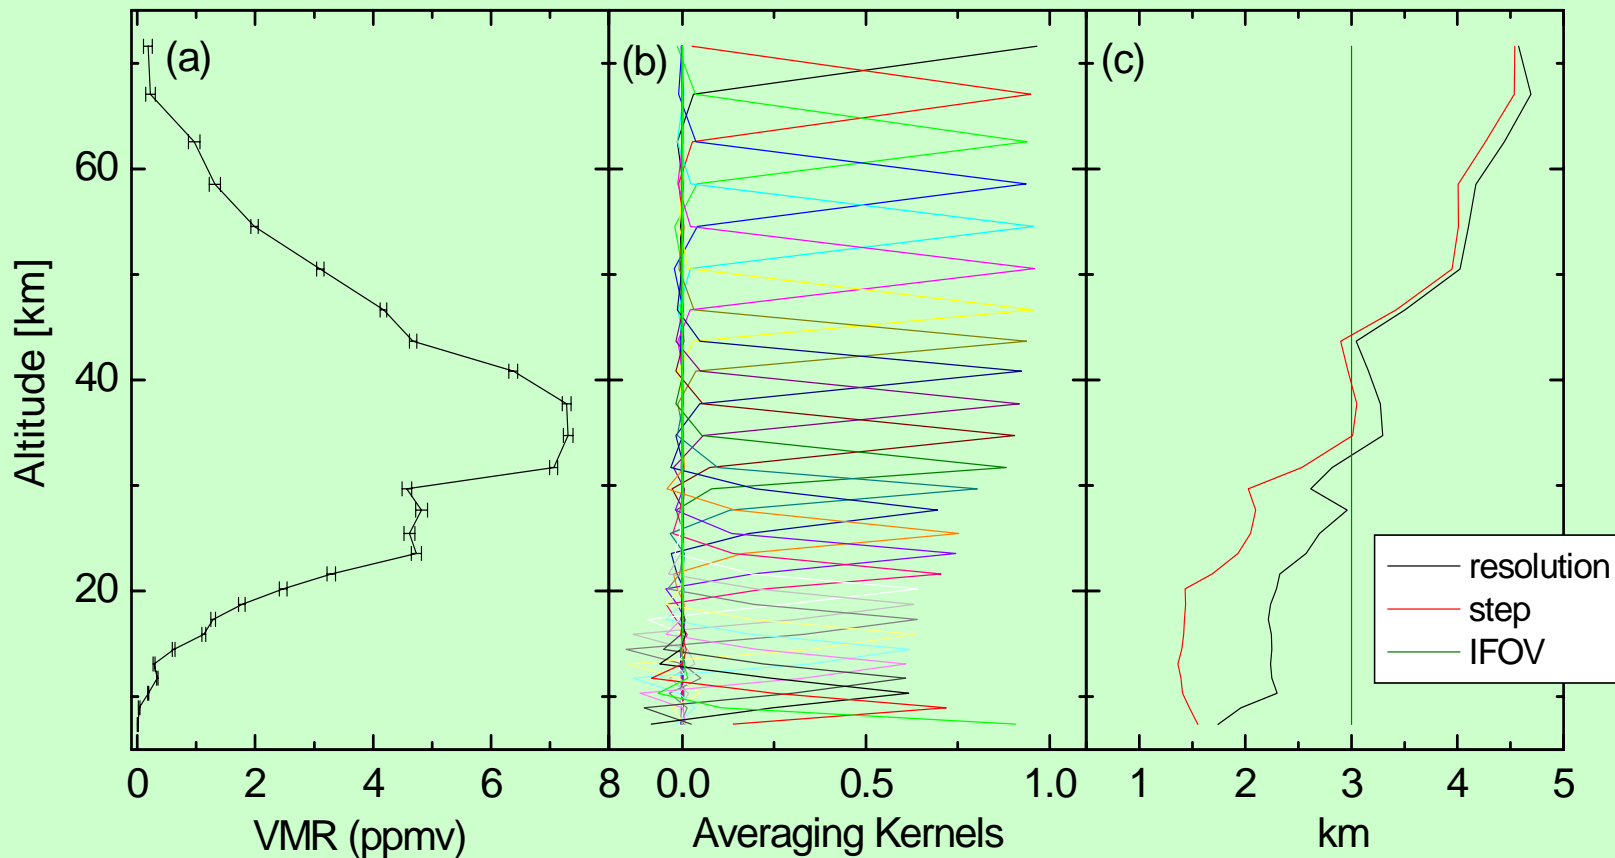 (a)
(b)
(c)
60
40
20
Altitude [km]
0 2 4 6 8
0.0 0.5 1.0
1 2 3 4 5
VMR (ppmv)
Averaging Kernels
km
resolution
step
IFOV